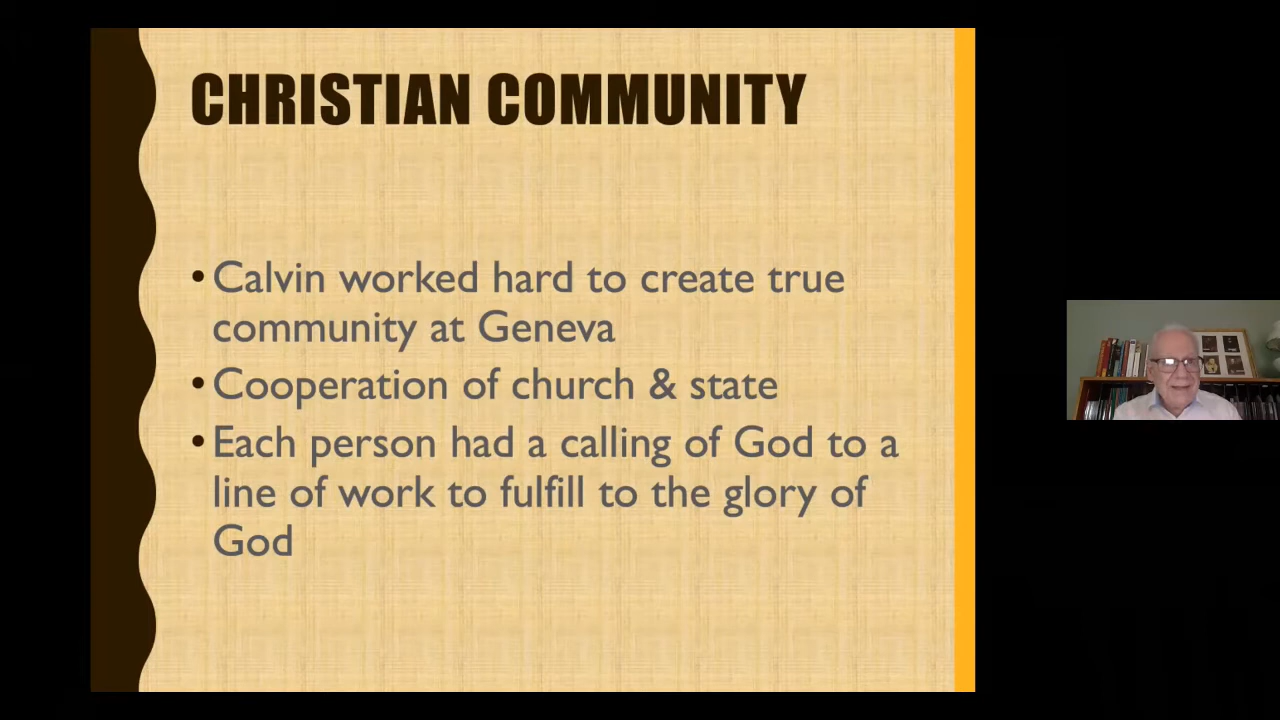 CHRISTIAN COMMUNITY
• Calvin worked hard to create true
community at Geneva
• Cooperation of church & state
• Each person had a calling of God to a
line of work to fulfill to the glory of
God